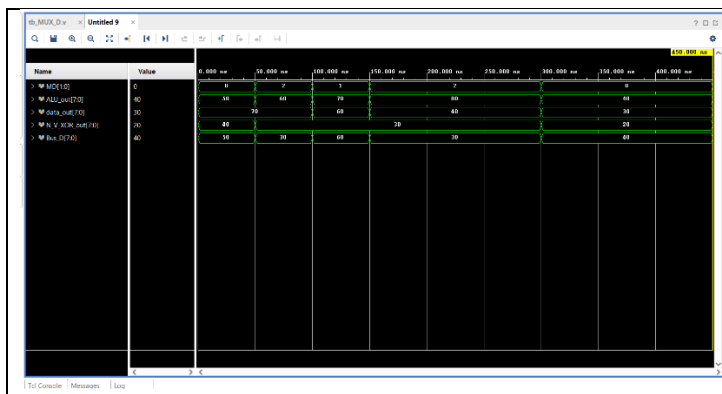 tb_MUX_D.v × Untitled 9 ×
450.000 ns
Name Value 0.000 ns 50.000 ns 100.000 ns 150.000 ns 200.000 ns 250.000 ns 300.000 ns 350.000 ns 400.000 ns
MD[1:0] 0 0 2 1 2 0
ALU_out[7:0] 40 50 60 70 80 40
data_out[7:0] 30 70 60 40 30
N_V_XOR_out[7:0] 20 40 30 20
Bus_D[7:0] 40 50 30 60 30 40
Tcl Console Messages Log